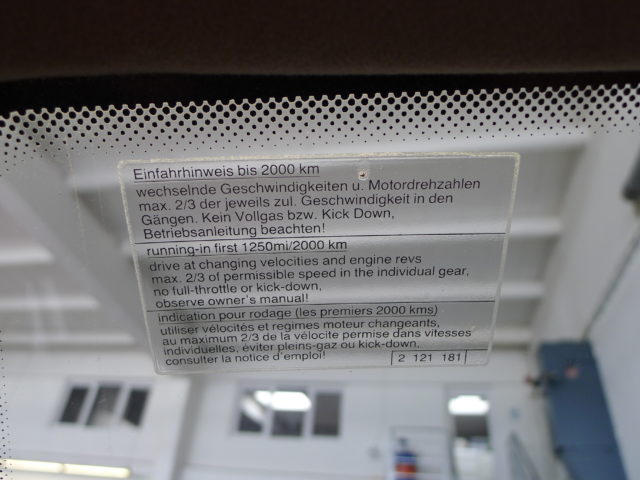 Einfahrhinweis bis 2000 km
wechselnde Geschwindigkeiten u. Motordrehzahlen
max. 2/3 der jeweils zul. Geschwindigkeit in den
Gängen. Kein Vollgas bzw. Kick Down,
Betriebsanleitung beachten!
running-in first 1250mi/2000 km
drive at changing velocities and engine revs
max. 2/3 of permissible speed in the individual gear,
no full-throttle or kick-down,
observe owner's manual!
indication pour rodage (les premiers 2000 kms)
utiliser vélocités et regimes moteur changeants,
au maximum 2/3 de la vélocite permise dans vitesses
individuelles, éviter pleins-gaz ou kick-down,
consulter la notice d'emploi!
2 121 181